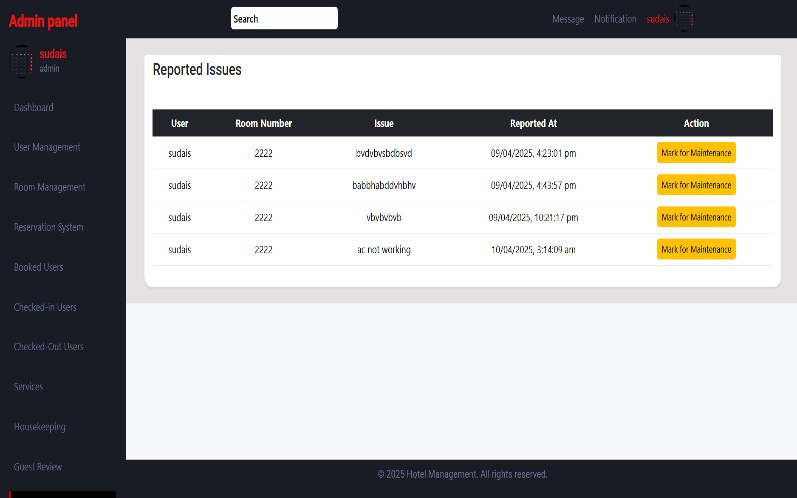 Admin panel
Search
Message Notification sudais
sudais
admin
Dashboard
User Management
Room Management
Reservation System
Booked Users
Checked-in Users
Checked-Out Users
Services
Housekeeping
Guest Review
Reported Issues
User Room Number Issue Reported At Action
sudais 2222 bvdvbvsbdbsvd 09/04/2025, 4:23:01 pm Mark for Maintenance
sudais 2222 babbhabddvhbhv 09/04/2025, 4:43:57 pm Mark for Maintenance
sudais 2222 vbvbvbvb 09/04/2025, 10:21:17 pm Mark for Maintenance
sudais 2222 ac not working 10/04/2025, 3:14:09 am Mark for Maintenance
© 2025 Hotel Management. All rights reserved.